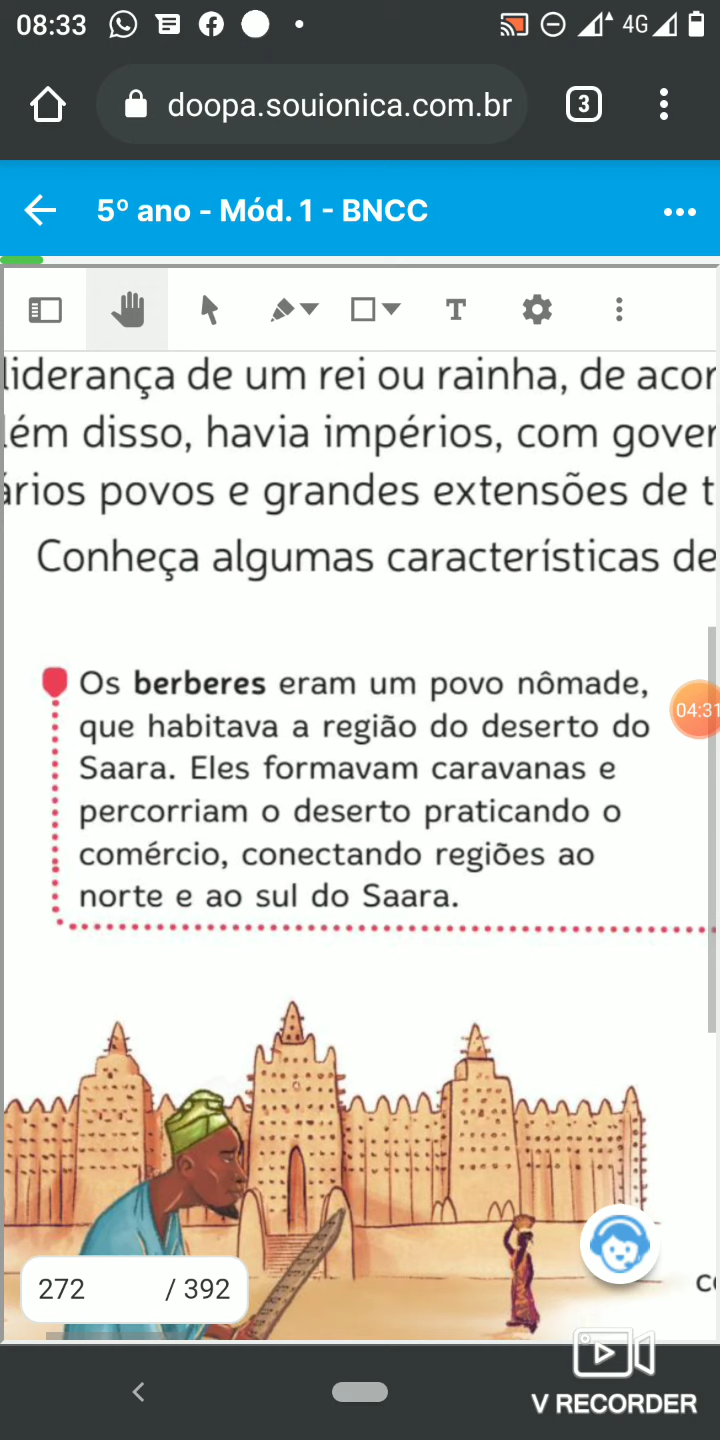 08:33
4G
doopa.souionica.com.br
3
5º ano - Mód. 1 - BNCC
T
liderança de um rei ou rainha, de acor
lém disso, havia impérios, com gover
ários povos e grandes extensões de t
Conheça algumas características de
Os berberes eram um povo nômade,
que habitava a região do deserto do
Saara. Eles formavam caravanas e
percorriam o deserto praticando o
comércio, conectando regiões ao
norte e ao sul do Saara.
04:31
272 / 392
V RECORDER